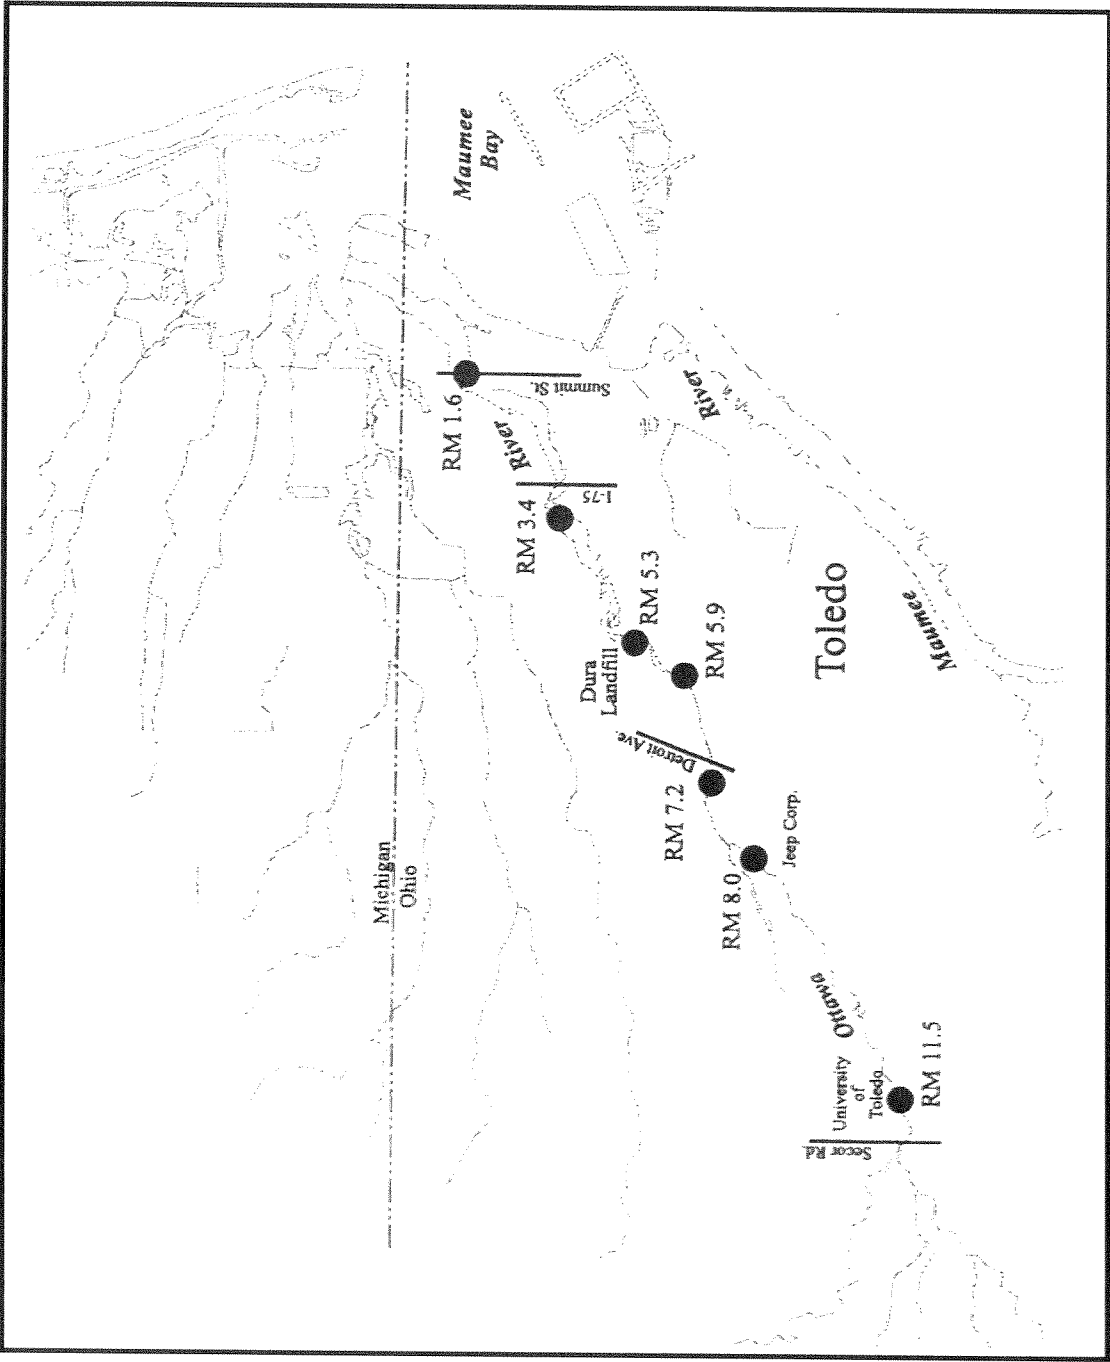 Michigan
Ohio
Maumee
Bay
RM 1.6
Summit St.
River
I-75
RM 3.4
RM 5.3
Dura
Landfill
RM 5.9
Detroit Ave.
RM 7.2
RM 8.0
Jeep Corp.
Ottawa
University
of
Toledo
RM 11.5
Secor Rd.
Toledo
Maumee
River